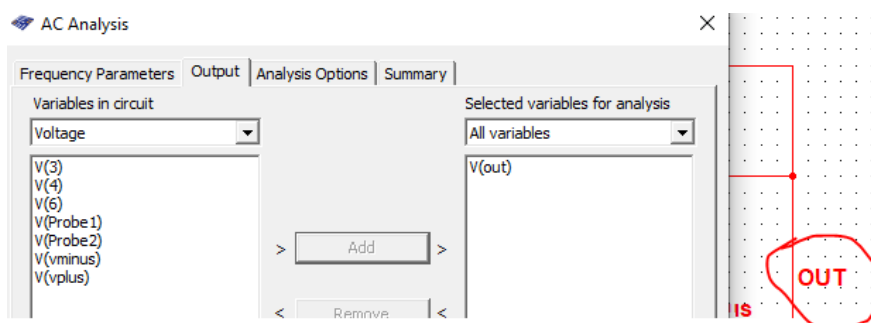 AC Analysis
Frequency Parameters Output Analysis Options Summary
Variables in circuit Selected variables for analysis
Voltage All variables
V(3) V(out)
V(4)
V(6)
V(Probe1)
V(Probe2)
V(vminus)
V(vplus)
> Add >
< Remove <
OUT
IS